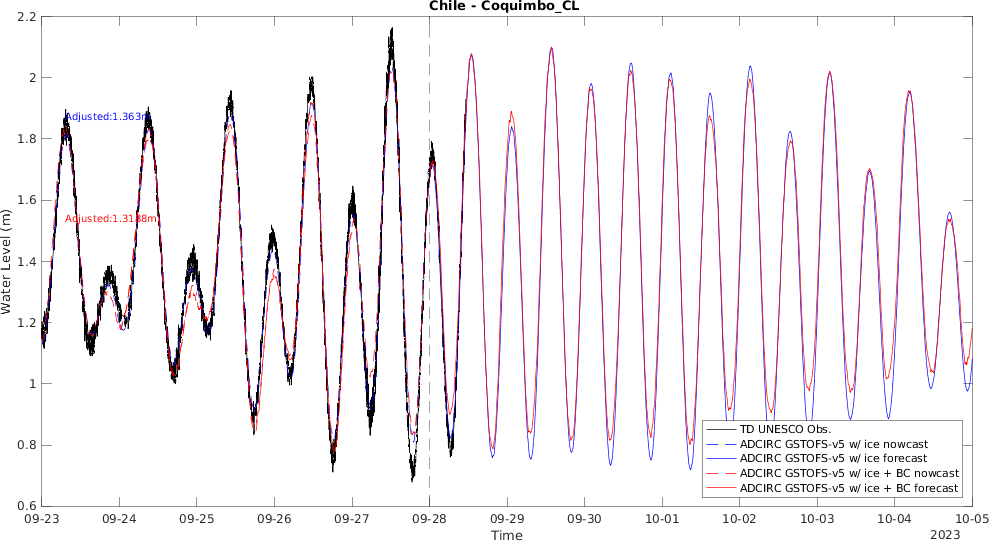 Chile - Coquimbo_CL
2.2
2
1.8
1.6
1.4
1.2
1
0.8
0.6
Water Level (m)
Adjusted:1.363m
Adjusted:1.3188m
TD UNESCO Obs.
ADCIRC GSTOFS-v5 w/ ice nowcast
ADCIRC GSTOFS-v5 w/ ice forecast
ADCIRC GSTOFS-v5 w/ ice + BC nowcast
ADCIRC GSTOFS-v5 w/ ice + BC forecast
09-23 09-24 09-25 09-26 09-27 09-28 09-29 09-30 10-01 10-02 10-03 10-04 10-05
Time
2023